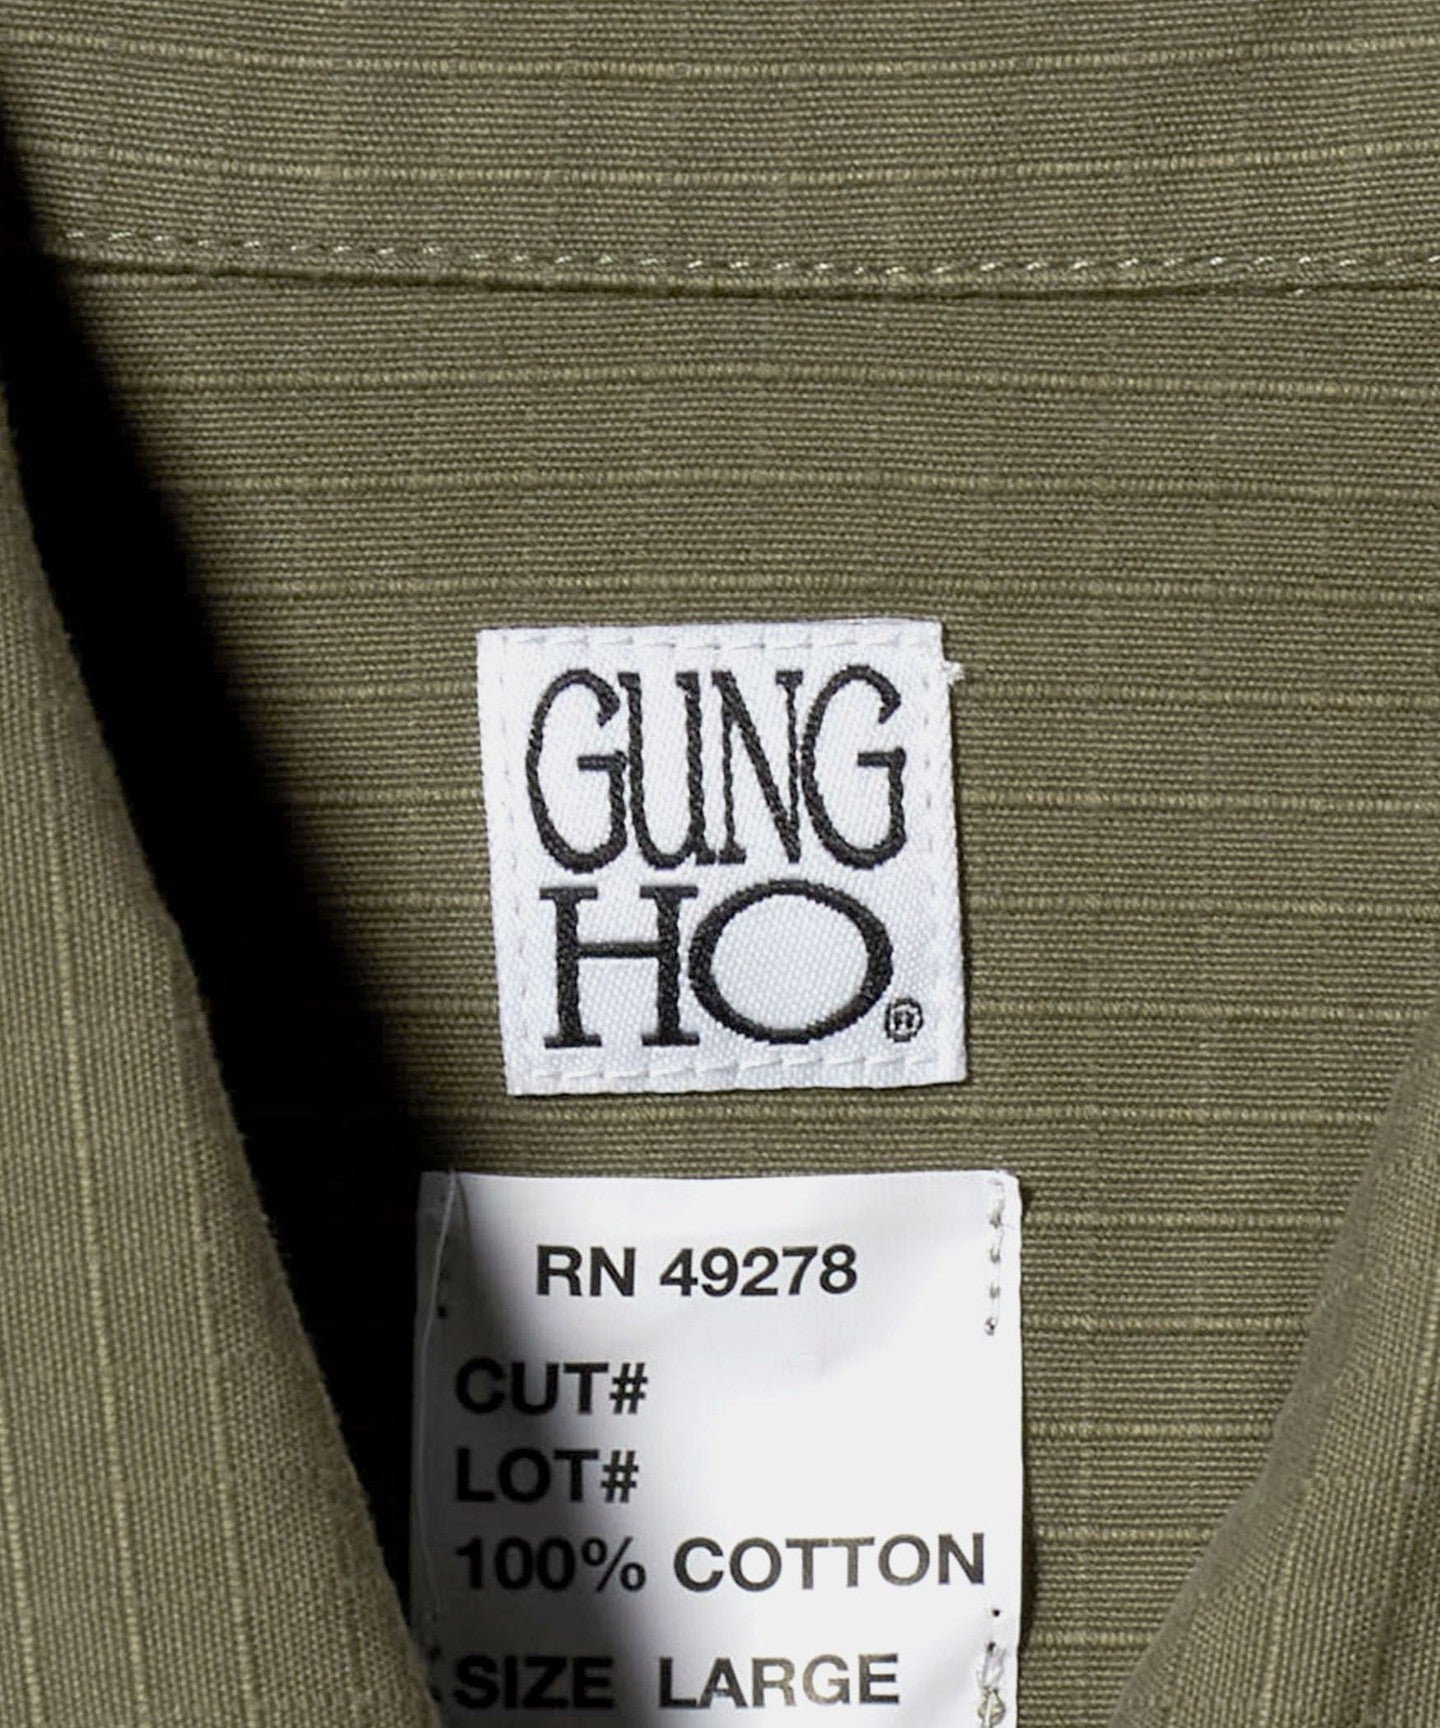 GUNG
HO®
RN 49278
CUT#
LOT#
100% COTTON
SIZE LARGE